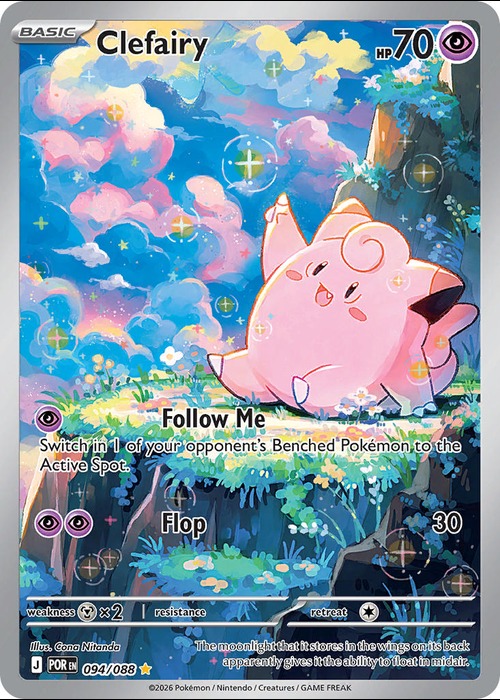 BASIC
Clefairy
HP 70
Follow Me
Switch in 1 of your opponent's Benched Pokémon to the
Active Spot.
Flop 30
weakness ×2 resistance retreat
Illus. Cona Nitanda
The moonlight that it stores in the wings on its back
apparently gives it the ability to float in midair.
J POR EN 094/088
©2026 Pokémon / Nintendo / Creatures / GAME FREAK